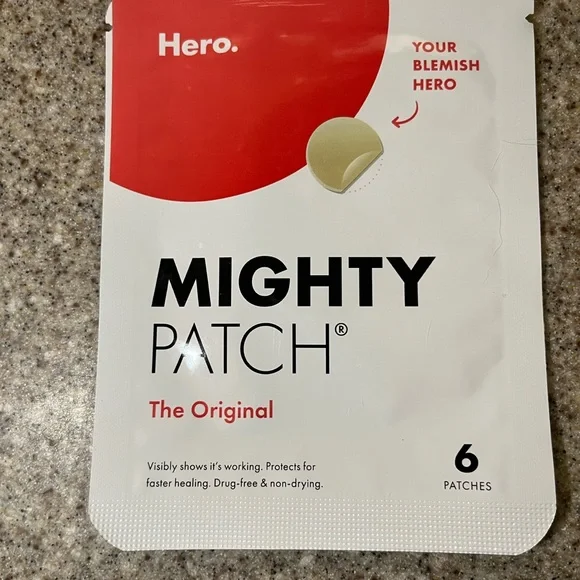 Hero.
YOUR
BLEMISH
HERO
MIGHTY
PATCH®
The Original
Visibly shows it's working. Protects for
faster healing. Drug-free & non-drying.
6
PATCHES